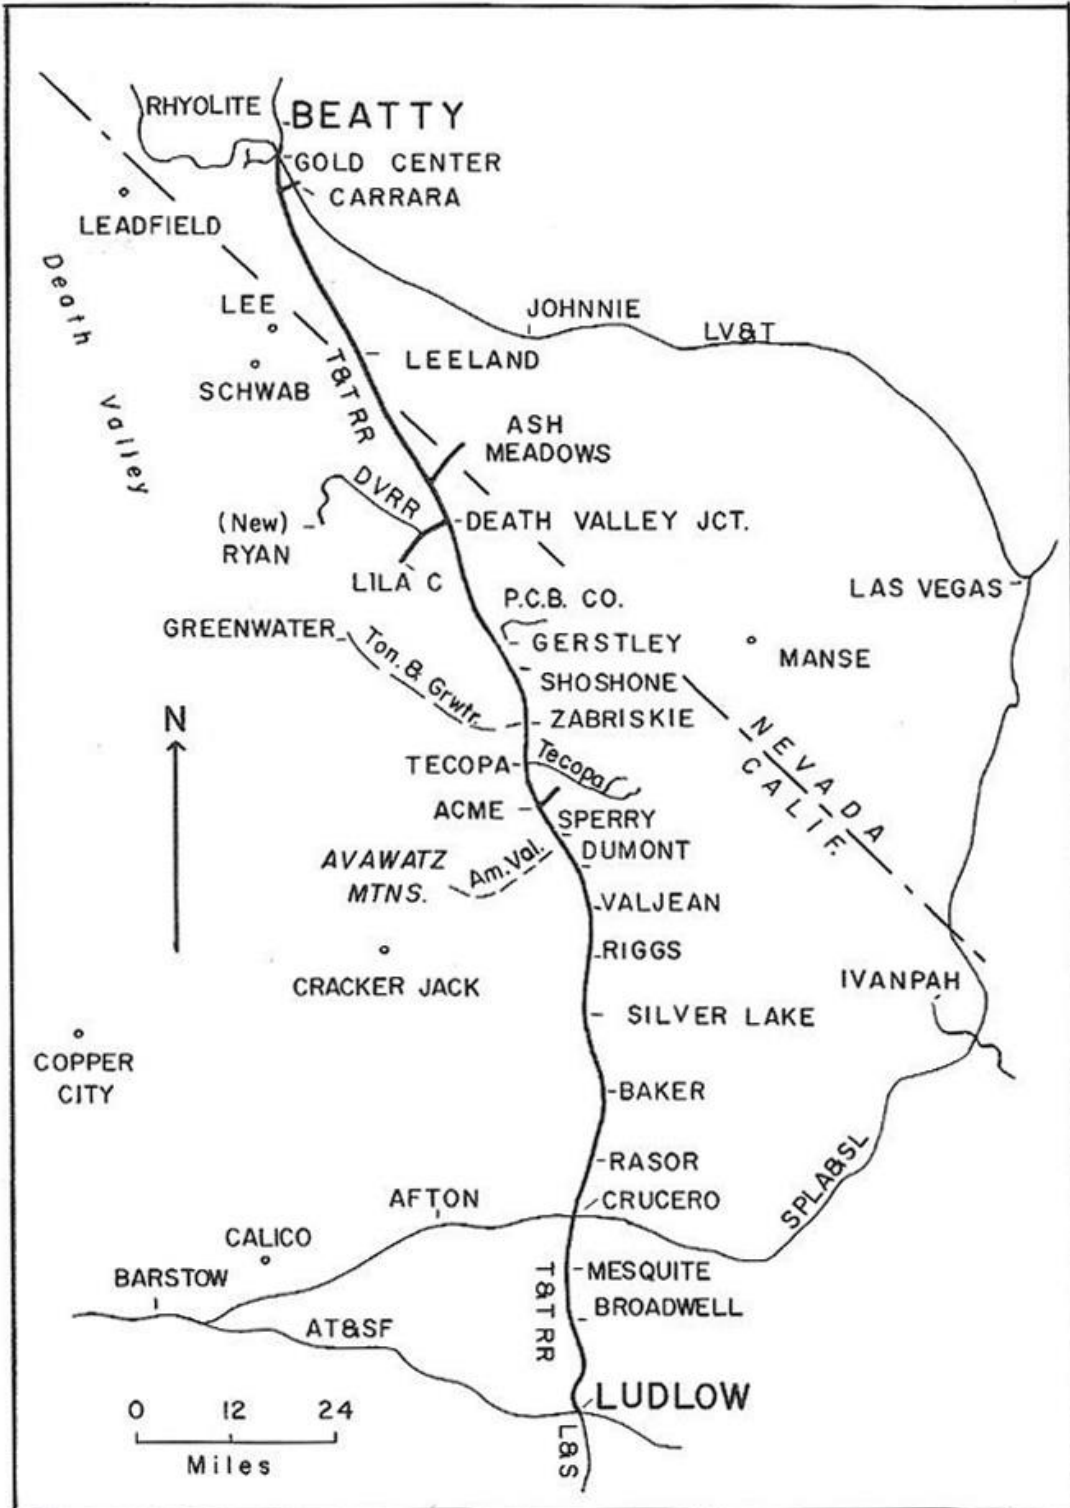 RHYOLITE
BEATTY
GOLD CENTER
CARRARA
LEADFIELD
Death Valley
LEE
JOHNNIE
LV&T
LEELAND
SCHWAB
T&T RR
ASH
MEADOWS
DVRR
(New)
RYAN
DEATH VALLEY JCT.
LILA C
LAS VEGAS
P.C.B. CO.
GREENWATER
Ton. & Grwtr.
GERSTLEY
MANSE
SHOSHONE
N
ZABRISKIE
NEVADA
CALIF.
TECOPA
Tecopa
ACME
SPERRY
AVAWATZ
MTNS.
Am. Val.
DUMONT
VALJEAN
RIGGS
CRACKER JACK
IVANPAH
SILVER LAKE
COPPER
CITY
BAKER
RASOR
SPLA&SL
AFTON
CRUCERO
CALICO
BARSTOW
T&T RR
MESQUITE
BROADWELL
AT&SF
LUDLOW
L&S
0 12 24
Miles